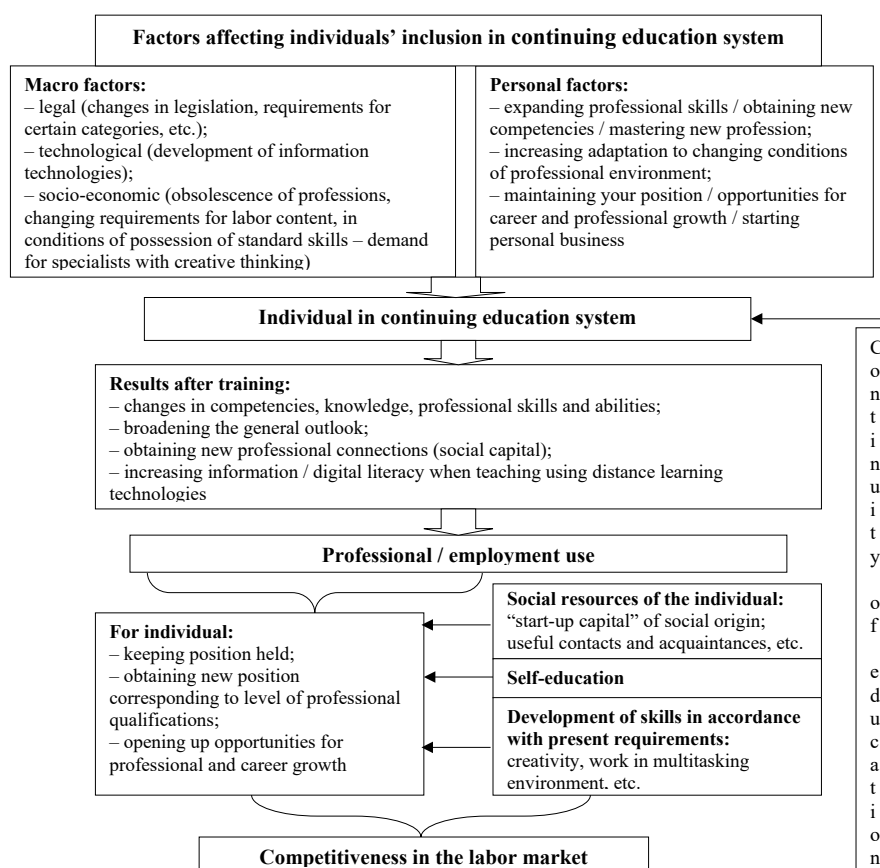 Factors affecting individuals’ inclusion in continuing education system
Macro factors:
– legal (changes in legislation, requirements for
certain categories, etc.);
– technological (development of information
technologies);
– socio-economic (obsolescence of professions,
changing requirements for labor content, in
conditions of possession of standard skills – demand
for specialists with creative thinking)
Personal factors:
– expanding professional skills / obtaining new
competencies / mastering new profession;
– increasing adaptation to changing conditions
of professional environment;
– maintaining your position / opportunities for
career and professional growth / starting
personal business
Individual in continuing education system
Results after training:
– changes in competencies, knowledge, professional skills and abilities;
– broadening the general outlook;
– obtaining new professional connections (social capital);
– increasing information / digital literacy when teaching using distance learning
technologies
Professional / employment use
For individual:
– keeping position held;
– obtaining new position
corresponding to level of professional
qualifications;
– opening up opportunities for
professional and career growth
Social resources of the individual:
“start-up capital” of social origin;
useful contacts and acquaintances, etc.
Self-education
Development of skills in accordance
with present requirements:
creativity, work in multitasking
environment, etc.
Competitiveness in the labor market
Continuity of education